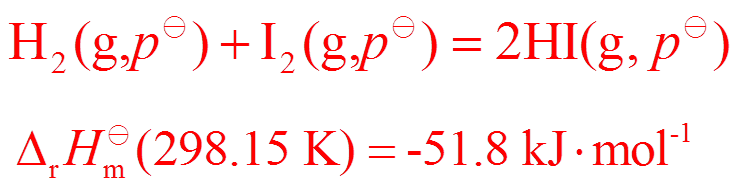 H₂(g,p⊖)+I₂(g,p⊖)=2HI(g, p⊖)
ΔᵣH⊖ₘ(298.15 K)=-51.8 kJ·mol⁻¹